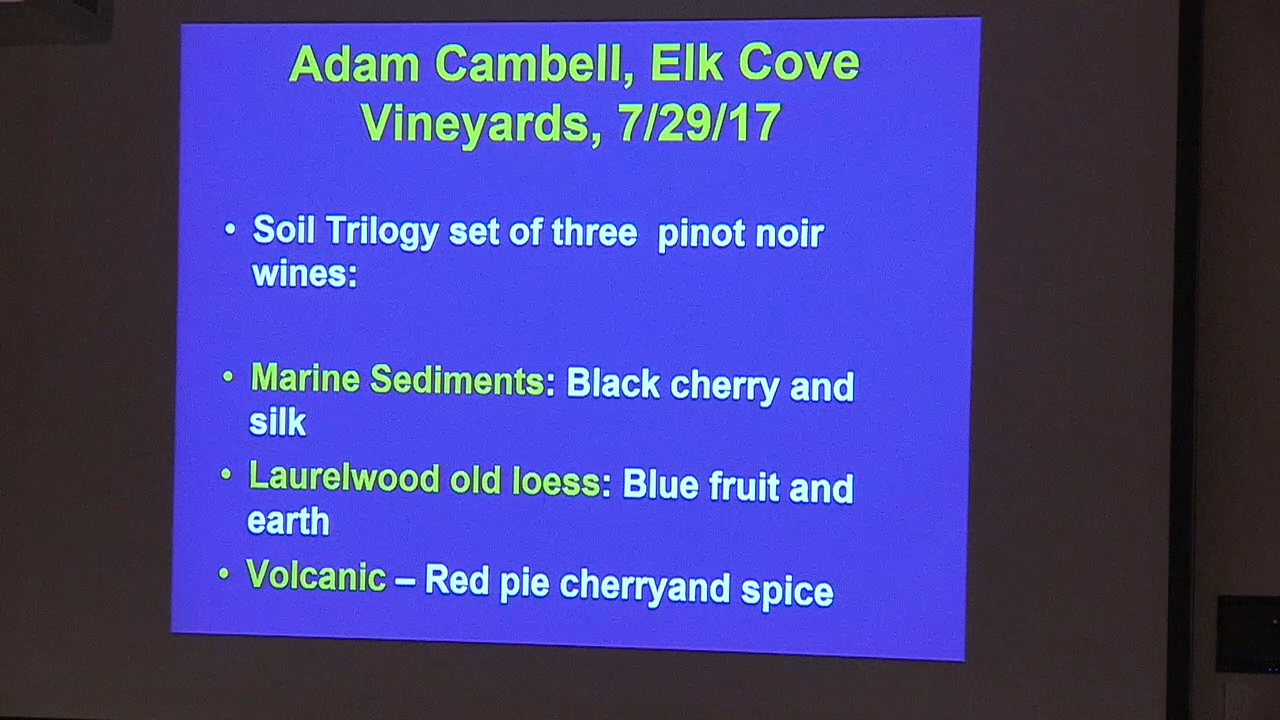 Adam Cambell, Elk Cove
Vineyards, 7/29/17
• Soil Trilogy set of three  pinot noir
wines:
• Marine Sediments: Black cherry and
silk
• Laurelwood old loess: Blue fruit and
earth
• Volcanic – Red pie cherryand spice